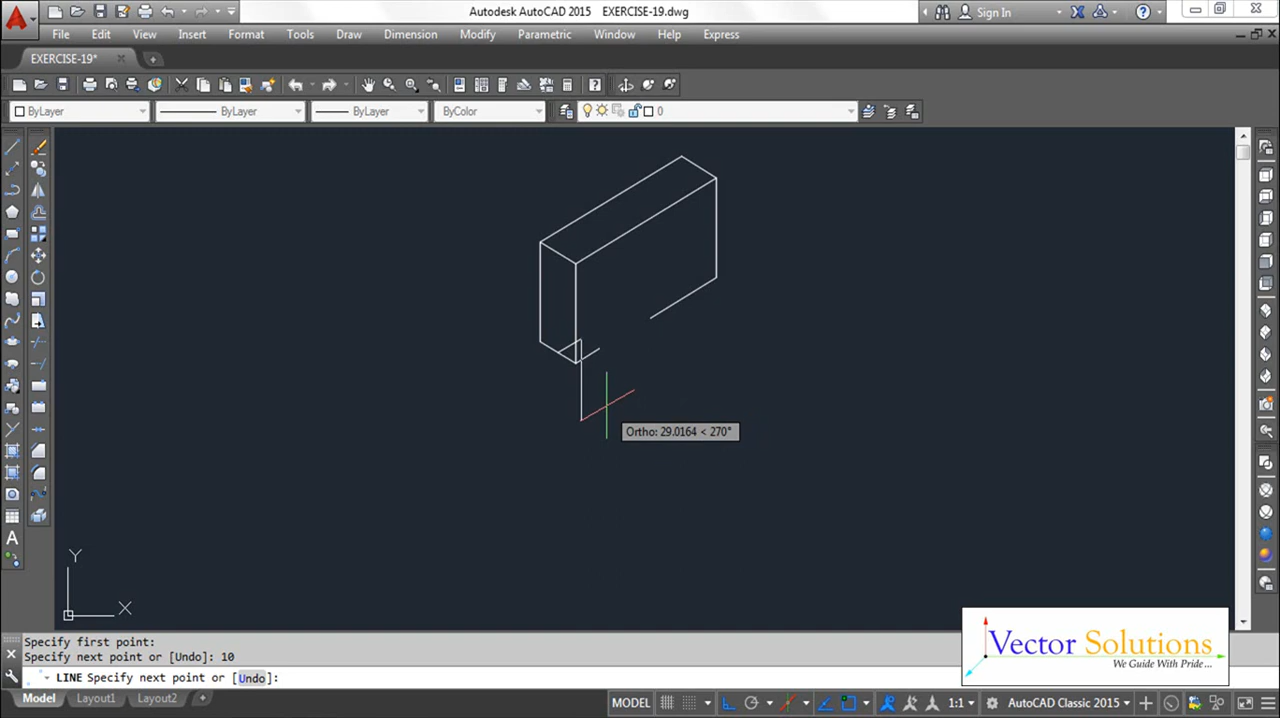 Autodesk AutoCAD 2015 EXERCISE-19.dwg
Sign In
File Edit View Insert Format Tools Draw Dimension Modify Parametric Window Help Express
EXERCISE-19*
ByLayer ByLayer ByLayer ByColor 0
Ortho: 29.0164 < 270°
A
Y
X
Specify first point:
Specify next point or [Undo]: 10
LINE Specify next point or [Undo]:
Vector Solutions
We Guide With Pride...
Model Layout1 Layout2 +
MODEL 1:1 AutoCAD Classic 2015